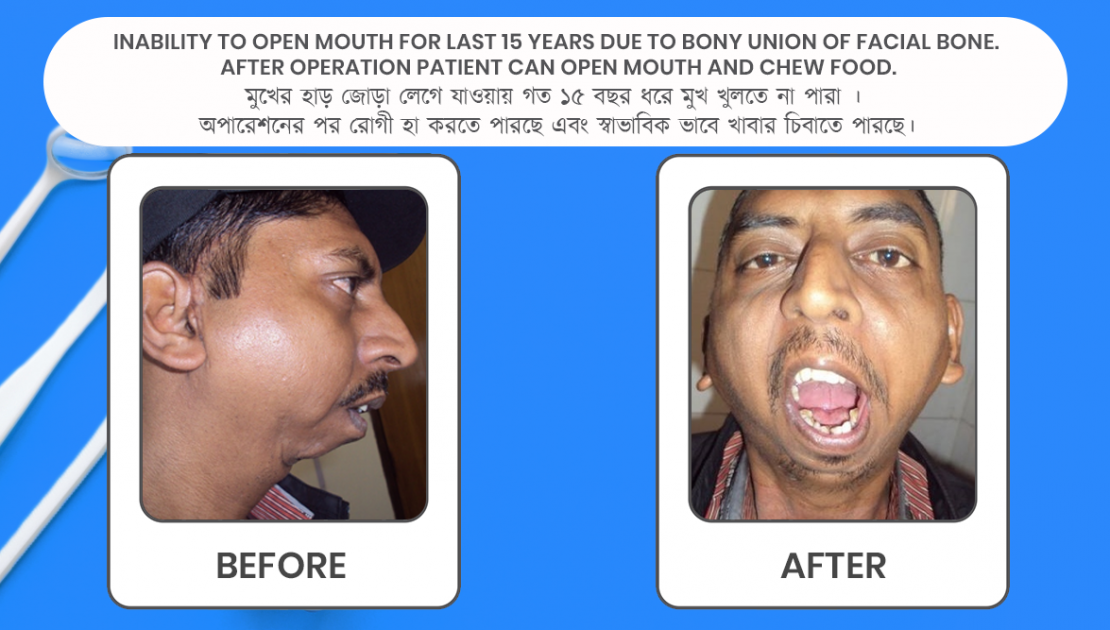 INABILITY TO OPEN MOUTH FOR LAST 15 YEARS DUE TO BONY UNION OF FACIAL BONE.
AFTER OPERATION PATIENT CAN OPEN MOUTH AND CHEW FOOD.
মুখের হাড় জোড়া লেগে যাওয়ায় গত ১৫ বছর ধরে মুখ খুলতে না পারা ।
অপারেশনের পর রোগী হা করতে পারছে এবং স্বাভাবিক ভাবে খাবার চিবাতে পারছে।
BEFORE
AFTER